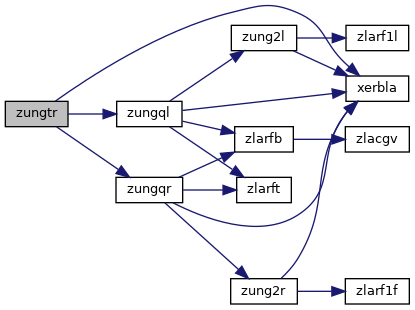 zungtr
zungql
zungqr
zung2l
zlarfb
zlarft
zung2r
zlarf1l
xerbla
zlacgv
zlarf1f